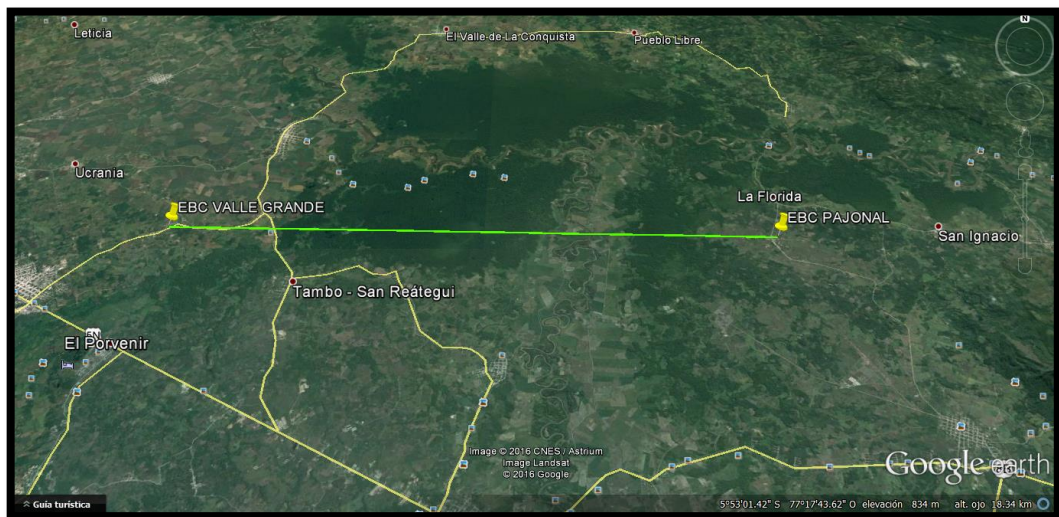 N
Leticia
El Valle de La Conquista
Pueblo Libre
Ucrania
La Florida
EBC VALLE GRANDE
EBC PAJONAL
San Ignacio
Tambo - San Reátegui
5N
El Porvenir
Image © 2016 CNES / Astrium
Image Landsat
© 2016 Google
Google earth
Guía turística
5°53'01.42" S 77°17'43.62" O elevación 834 m alt. ojo 18.34 km